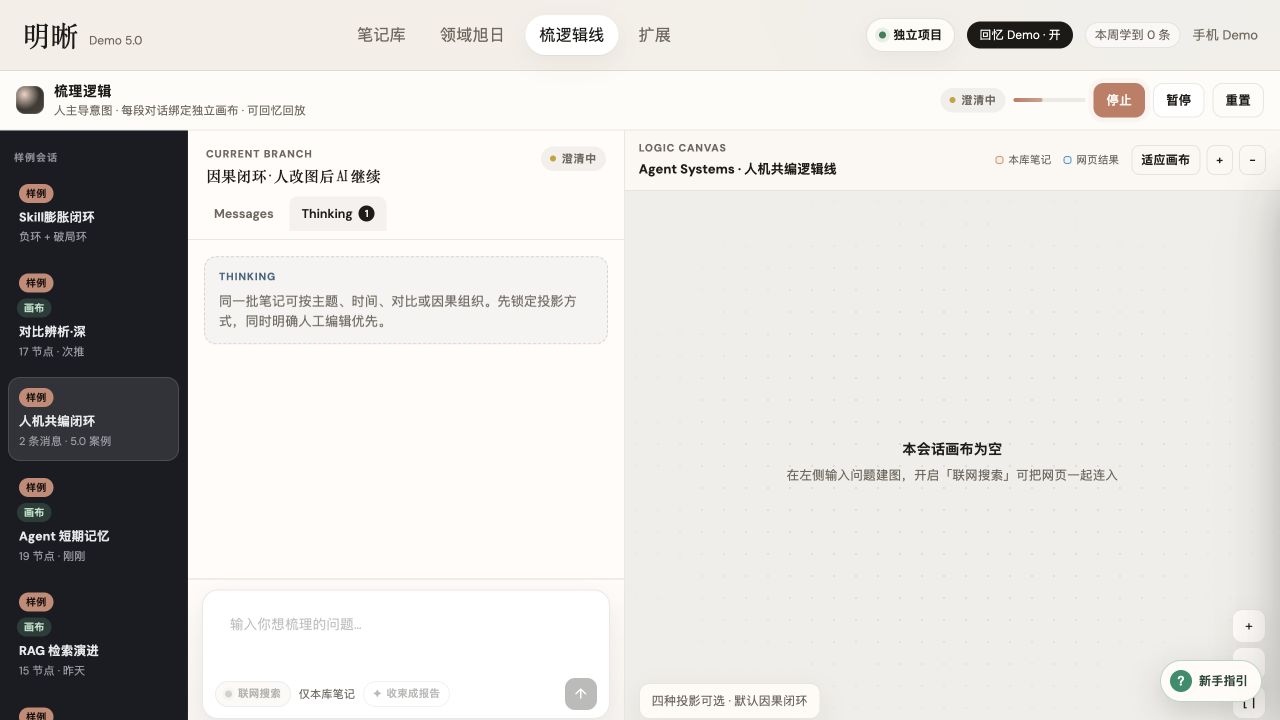 明晰 Demo 5.0
笔记库 领域旭日 梳逻辑线 扩展
独立项目 回忆 Demo · 开 本周学到 0 条 手机 Demo
梳理逻辑
人主导意图 · 每段对话绑定独立画布 · 可回忆回放
澄清中 停止 暂停 重置
样例会话
样例
Skill膨胀闭环
负环 + 破局环
样例
画布
对比辨析·深
17 节点 · 次推
样例
人机共编闭环
2 条消息 · 5.0 案例
样例
画布
Agent 短期记忆
19 节点 · 刚刚
样例
画布
RAG 检索演进
15 节点 · 昨天
样例
CURRENT BRANCH
因果闭环 · 人改图后 AI 继续
澄清中
Messages Thinking 1
THINKING
同一批笔记可按主题、时间、对比或因果组织。先锁定投影方
式，同时明确人工编辑优先。
输入你想梳理的问题…
联网搜索 仅本库笔记 ✦ 收束成报告
LOGIC CANVAS
Agent Systems · 人机共编逻辑线
本库笔记 网页结果 适应画布 + −
本会话画布为空
在左侧输入问题建图，开启「联网搜索」可把网页一起连入
四种投影可选 · 默认因果闭环
+
? 新手指引